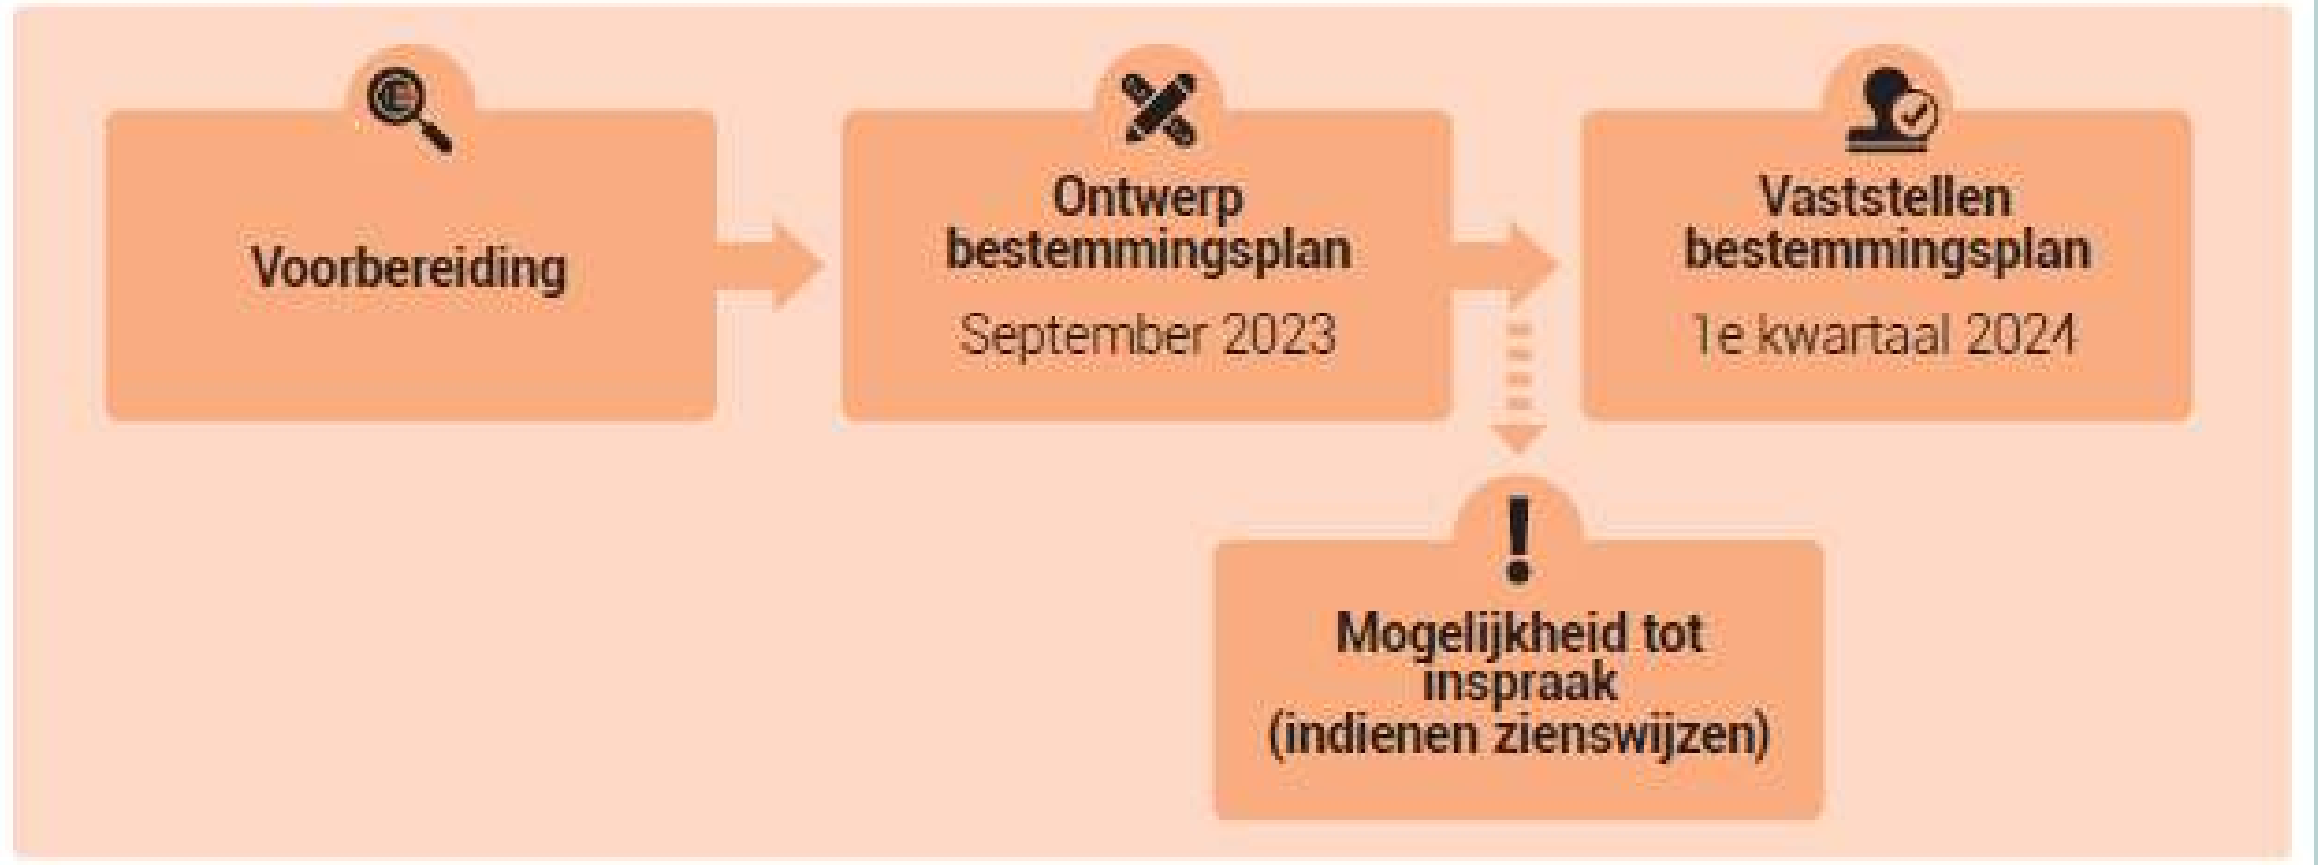 Voorbereiding
Ontwerp
bestemmingsplan
September 2023
Vaststellen
bestemmingsplan
1e kwartaal 2024
!
Mogelijkheid tot
inspraak
(indienen zienswijzen)